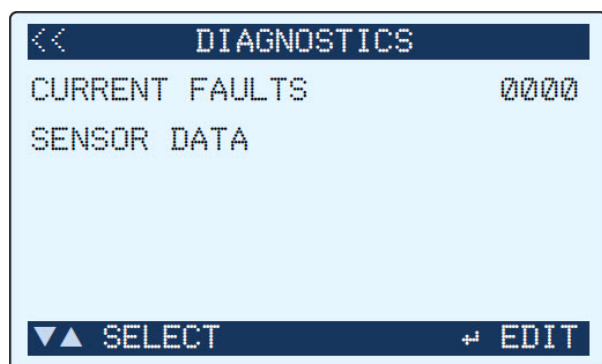 << DIAGNOSTICS
CURRENT FAULTS 0000
SENSOR DATA
▼▲ SELECT ↵ EDIT